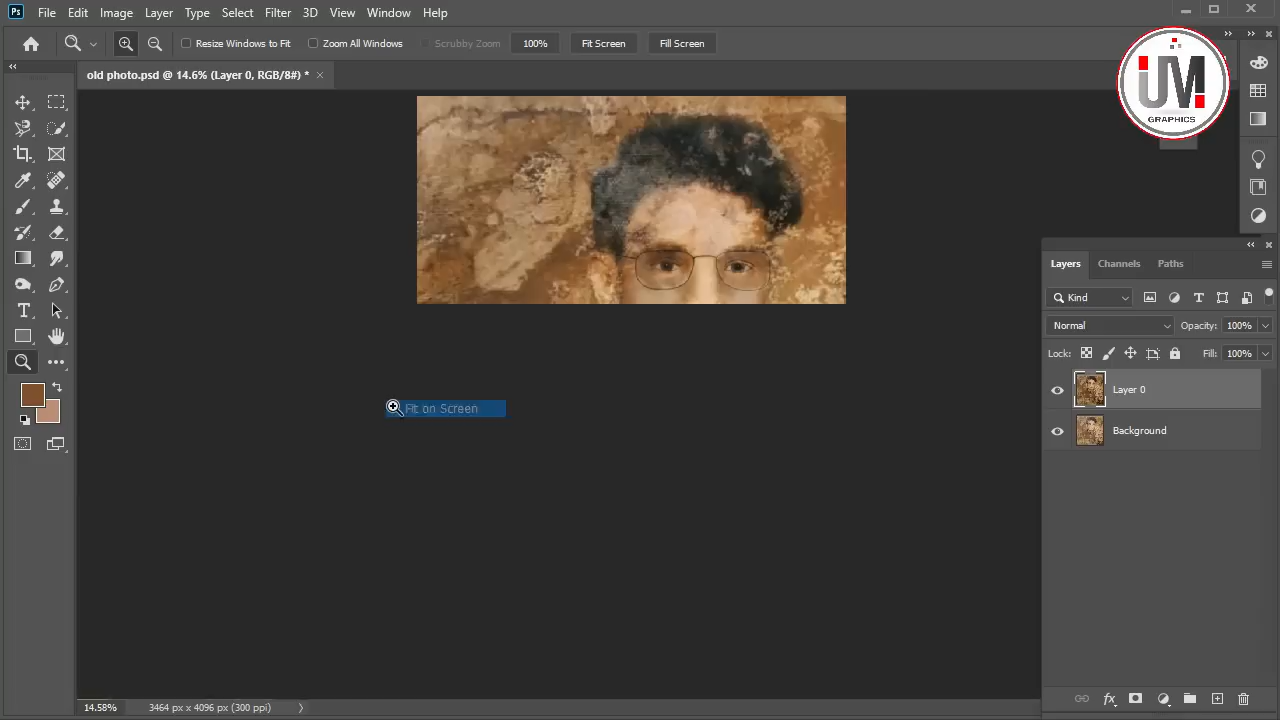 Ps File Edit Image Layer Type Select Filter 3D View Window Help
Resize Windows to Fit Zoom All Windows Scrubby Zoom 100% Fit Screen Fill Screen
old photo.psd @ 14.6% (Layer 0, RGB/8#) * ×
UM
GRAPHICS
Layers Channels Paths
Kind
Normal Opacity: 100%
Lock: Fill: 100%
Layer 0
Fit on Screen
Background
14.58% 3464 px x 4096 px (300 ppi)